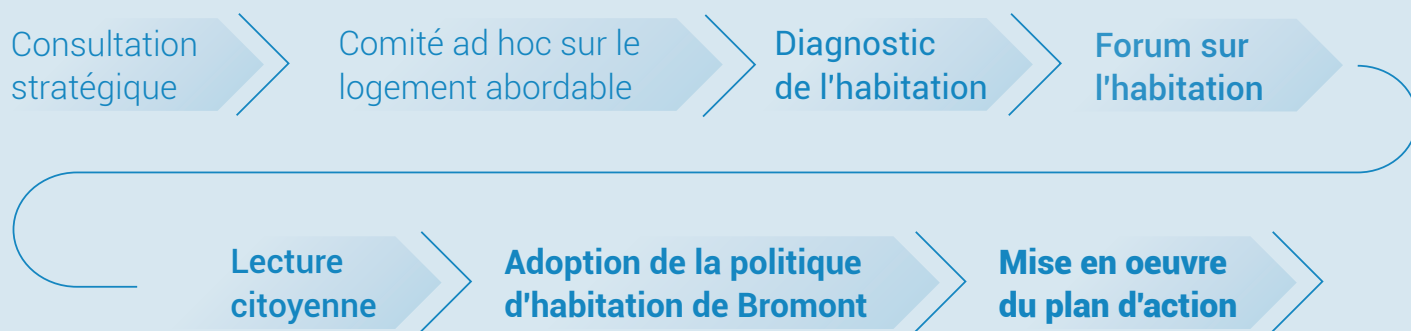 Consultation
stratégique
Comité ad hoc sur le
logement abordable
Diagnostic
de l'habitation
Forum sur
l'habitation
Lecture
citoyenne
Adoption de la politique
d'habitation de Bromont
Mise en oeuvre
du plan d'action